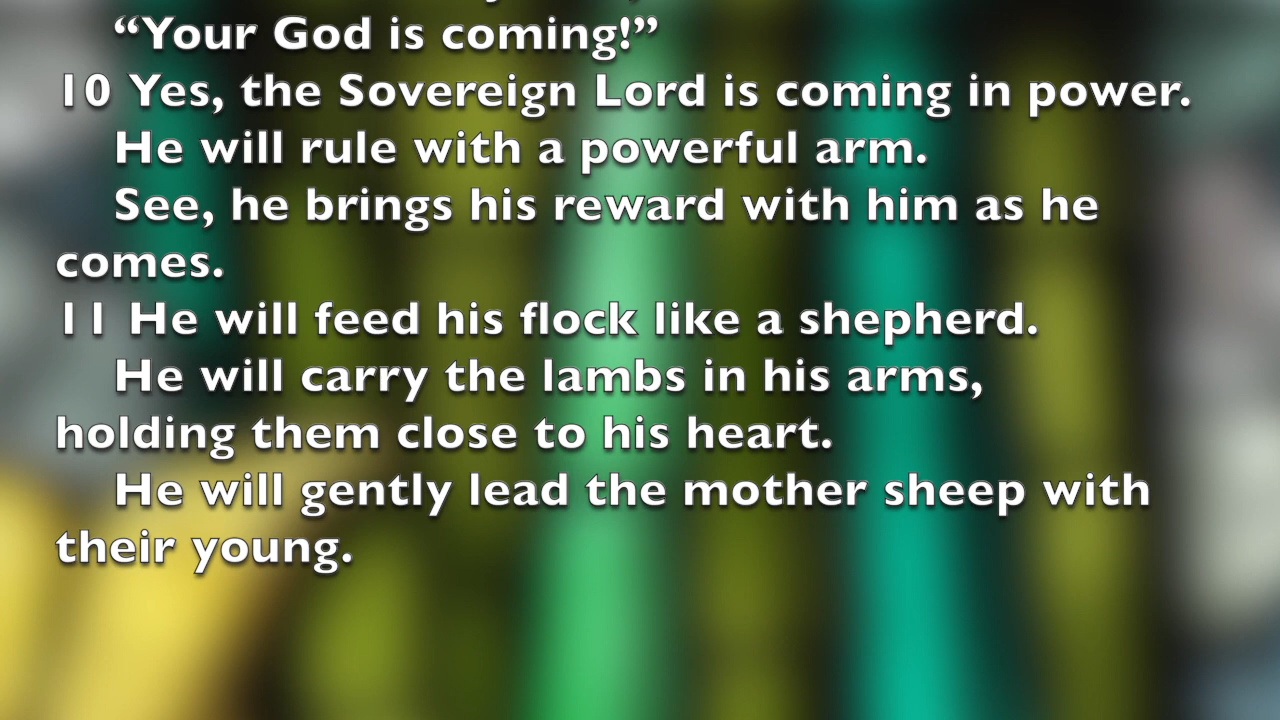 “Your God is coming!”
10 Yes, the Sovereign Lord is coming in power.
He will rule with a powerful arm.
See, he brings his reward with him as he
comes.
11 He will feed his flock like a shepherd.
He will carry the lambs in his arms,
holding them close to his heart.
He will gently lead the mother sheep with
their young.